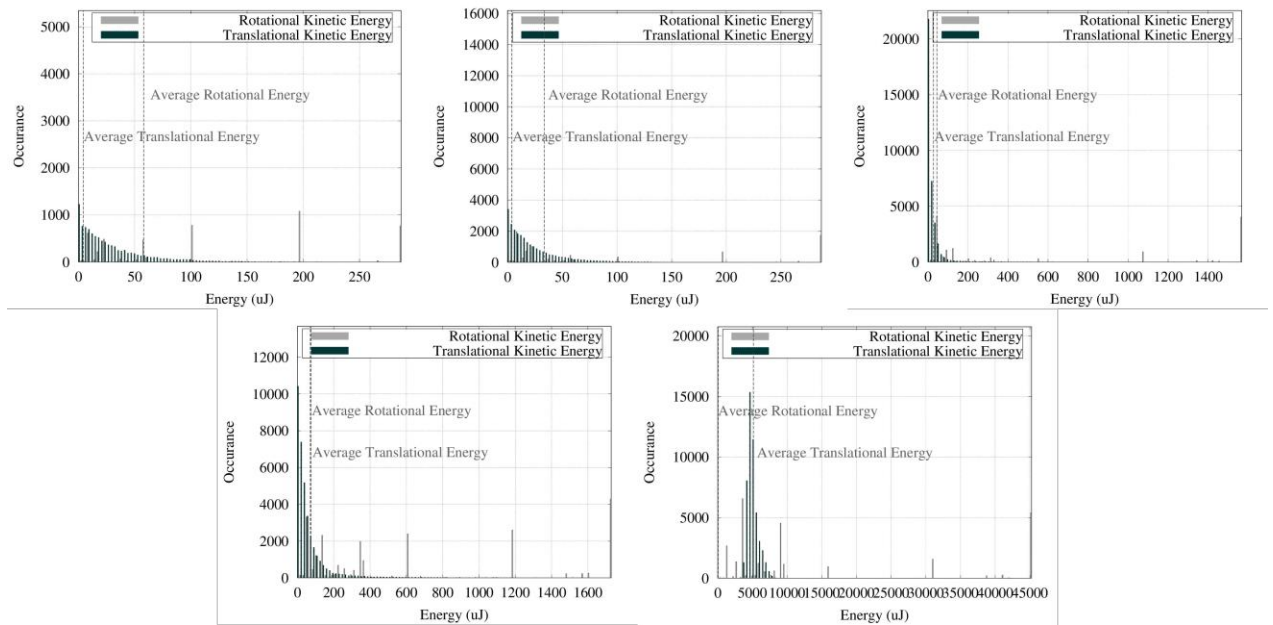 Rotational Kinetic Energy
Translational Kinetic Energy
5000
4000
3000
2000
1000
0
Average Rotational Energy
Average Translational Energy
Occurance
0 50 100 150 200 250
Energy (uJ)
16000
14000
12000
10000
8000
6000
4000
2000
0
Rotational Kinetic Energy
Translational Kinetic Energy
Average Rotational Energy
Average Translational Energy
Occurance
0 50 100 150 200 250
Energy (uJ)
Rotational Kinetic Energy
Translational Kinetic Energy
20000
15000
10000
5000
0
Average Rotational Energy
Average Translational Energy
Occurance
0 200 400 600 800 1000 1200 1400
Energy (uJ)
Rotational Kinetic Energy
Translational Kinetic Energy
12000
10000
8000
6000
4000
2000
0
Average Rotational Energy
Average Translational Energy
Occurance
0 200 400 600 800 1000 1200 1400 1600
Energy (uJ)
Rotational Kinetic Energy
Translational Kinetic Energy
20000
15000
10000
5000
0
Average Rotational Energy
Average Translational Energy
Occurance
0 5000 10000 15000 20000 25000 30000 35000 40000 45000
Energy (uJ)